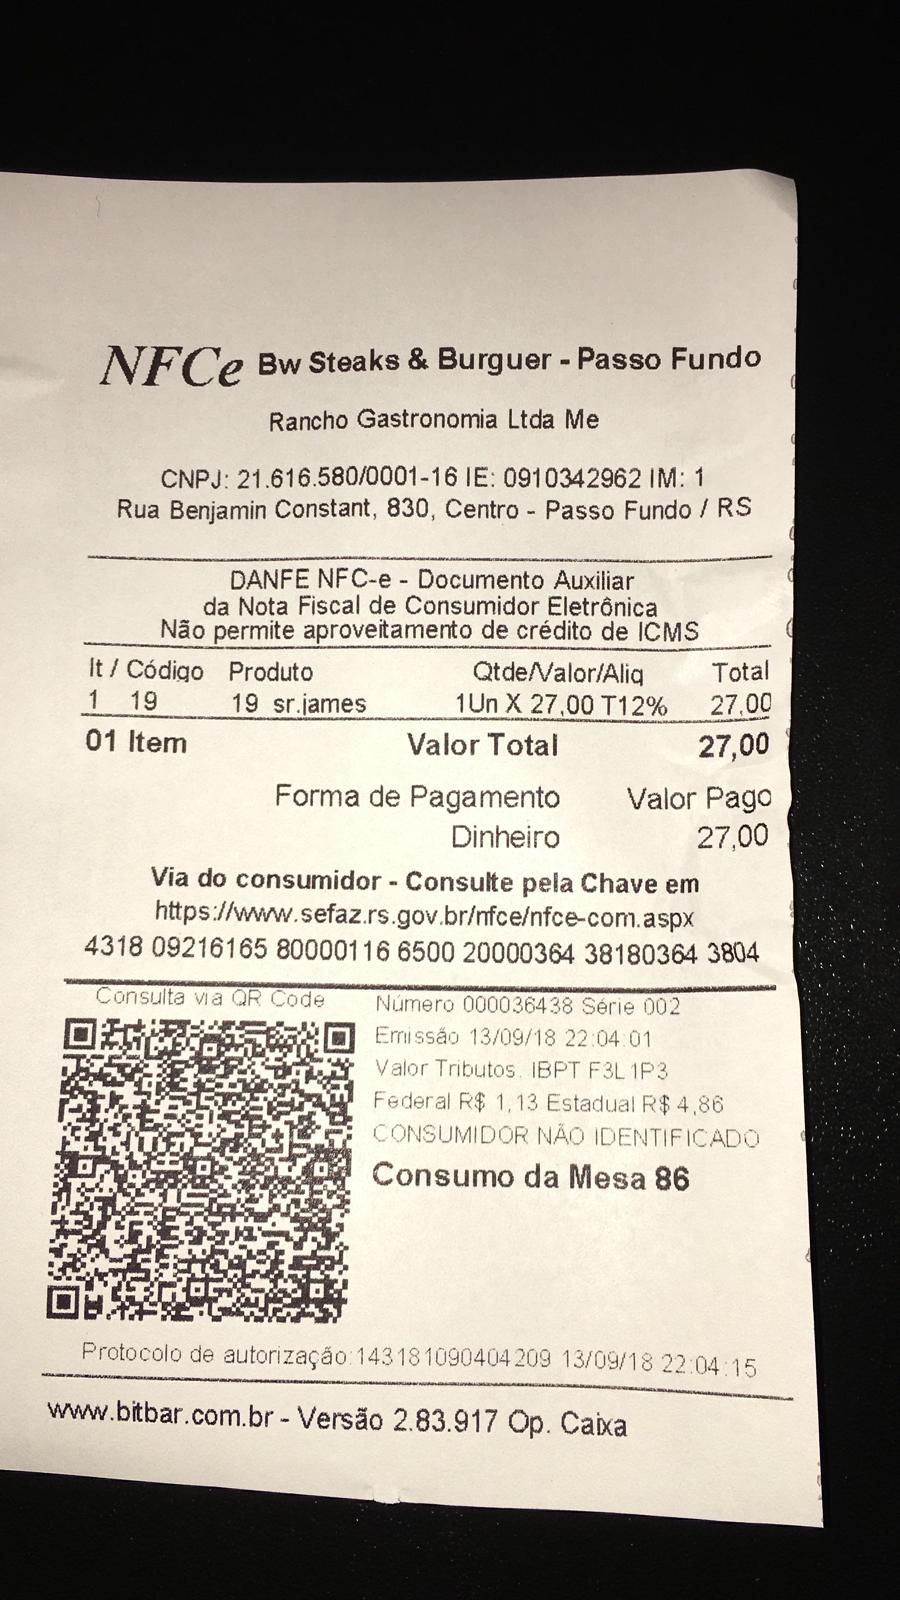 NFCe Bw Steaks & Burguer - Passo Fundo
Rancho Gastronomia Ltda Me
CNPJ: 21.616.580/0001-16 IE: 0910342962 IM: 1
Rua Benjamin Constant, 830, Centro - Passo Fundo / RS
DANFE NFC-e - Documento Auxiliar
da Nota Fiscal de Consumidor Eletrônica
Não permite aproveitamento de crédito de ICMS
It / Código Produto Qtde/Valor/Aliq Total
1 19 19 sr.james 1Un X 27,00 T12% 27,00
01 Item Valor Total 27,00
Forma de Pagamento Valor Pago
Dinheiro 27,00
Via do consumidor - Consulte pela Chave em
https://www.sefaz.rs.gov.br/nfce/nfce-com.aspx
4318 09216165 80000116 6500 20000364 38180364 3804
Consulta via QR Code
Número 000036438 Série 002
Emissão 13/09/18 22:04:01
Valor Tributos. IBPT F3L1P3
Federal R$ 1,13 Estadual R$ 4,86
CONSUMIDOR NÃO IDENTIFICADO
Consumo da Mesa 86
Protocolo de autorização:143181090404209 13/09/18 22:04:15
www.bitbar.com.br - Versão 2.83.917 Op. Caixa